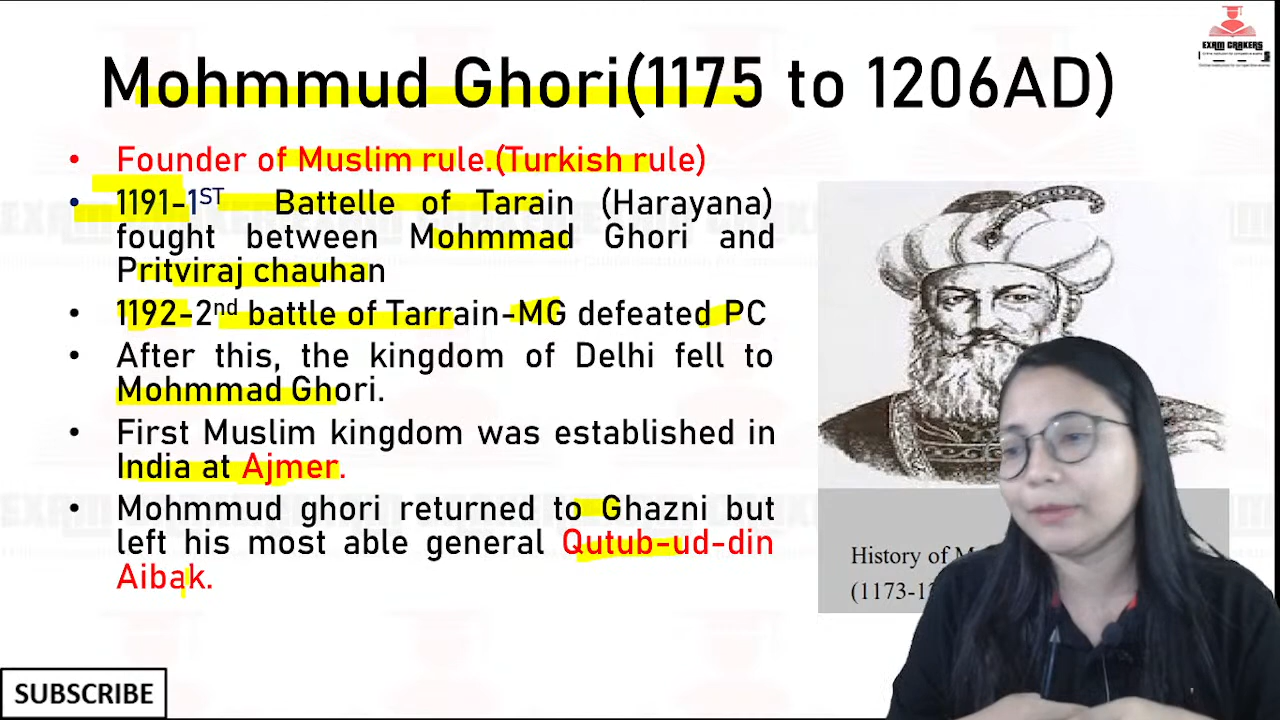 EXAM CRAKERS
Mohmmud Ghori(1175 to 1206AD)
• Founder of Muslim rule.(Turkish rule)
• 1191-1ST Battelle of Tarain (Harayana)
fought between Mohmmad Ghori and
Pritviraj chauhan
• 1192-2nd battle of Tarrain-MG defeated PC
• After this, the kingdom of Delhi fell to
Mohmmad Ghori.
• First Muslim kingdom was established in
India at Ajmer.
• Mohmmud ghori returned to Ghazni but
left his most able general Qutub-ud-din
Aibak.
History of
(1173-
SUBSCRIBE